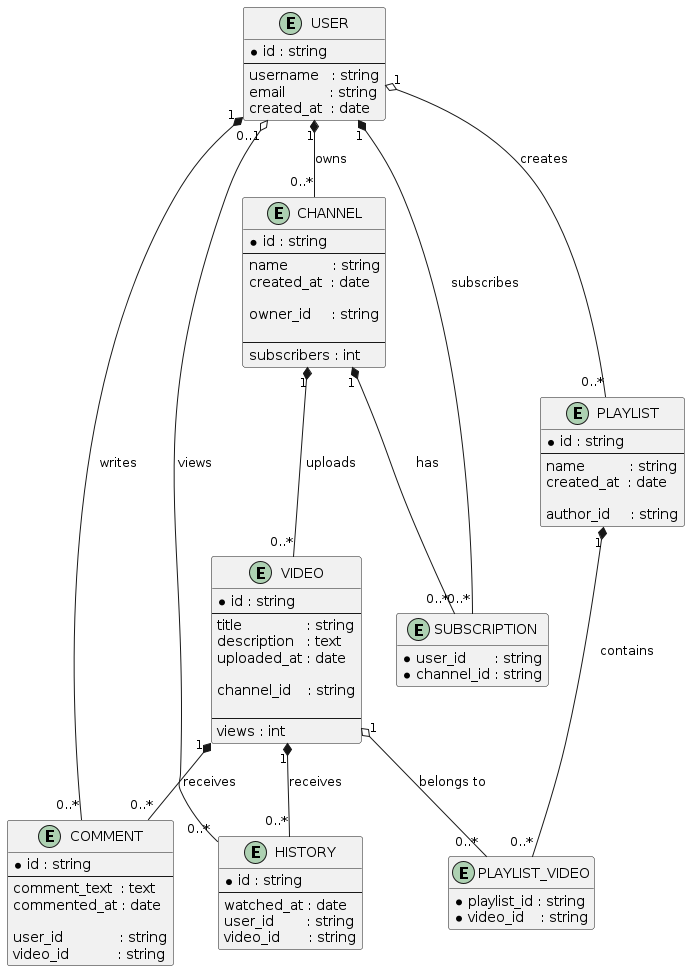 E USER
* id : string
username : string
email : string
created_at : date
1
0..1
1
1
1
owns
creates
0..*
E CHANNEL
* id : string
name : string
created_at : date
owner_id : string
subscribers : int
subscribes
1
1
0..*
E PLAYLIST
* id : string
name : string
created_at : date
author_id : string
writes
views
uploads
has
1
0..*
E VIDEO
* id : string
title : string
description : text
uploaded_at : date
channel_id : string
views : int
0..*
0..*
E SUBSCRIPTION
* user_id : string
* channel_id : string
contains
1
1
1
receives
receives
belongs to
0..*
0..*
0..*
0..*
0..*
0..*
E COMMENT
* id : string
comment_text : text
commented_at : date
user_id : string
video_id : string
E HISTORY
* id : string
watched_at : date
user_id : string
video_id : string
E PLAYLIST_VIDEO
* playlist_id : string
* video_id : string